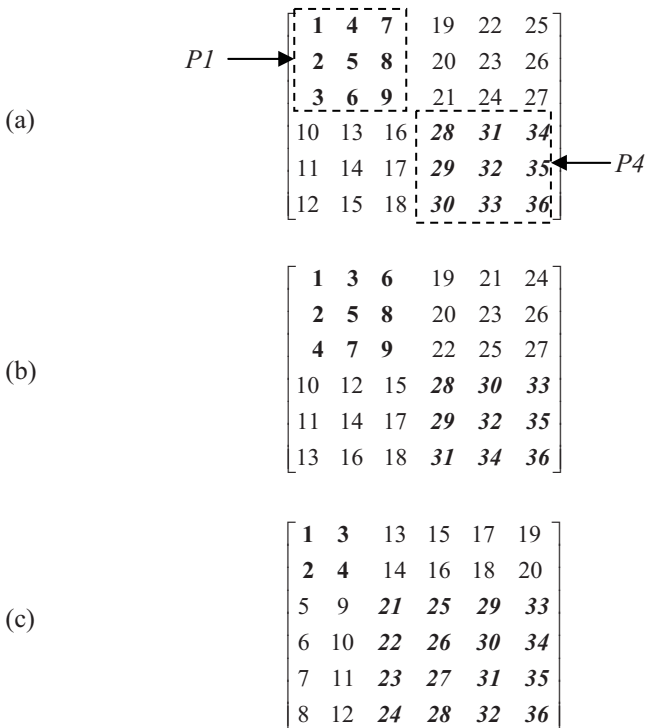 1 4 7 19 22 25
P1 2 5 8 20 23 26
3 6 9 21 24 27
(a)
10 13 16 28 31 34
11 14 17 29 32 35 P4
12 15 18 30 33 36
1 3 6 19 21 24
2 5 8 20 23 26
4 7 9 22 25 27
(b)
10 12 15 28 30 33
11 14 17 29 32 35
13 16 18 31 34 36
1 3 13 15 17 19
2 4 14 16 18 20
(c) 5 9 21 25 29 33
6 10 22 26 30 34
7 11 23 27 31 35
8 12 24 28 32 36